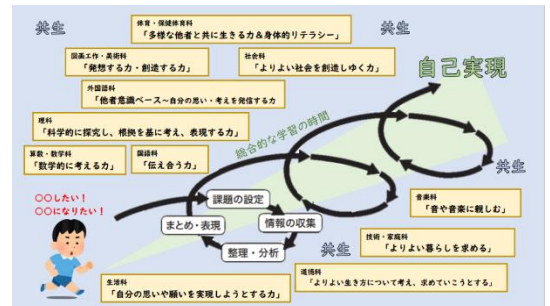 共生
体育・保健体育科
「多様な他者と共に生きる力&身体的リテラシー」
共生
図画工作・美術科
「発想する力・創造する力」
社会科
「よりよい社会を創造しゆく力」
自己実現
外国語科
「他者意識ベース~自分の思い・考えを発信する力
理科
「科学的に探究し、根拠を基に考え、表現する力」
総合的な学習の時間
算数・数学科
「数学的に考える力」
国語科
「伝え合う力」
共生
〇〇したい!
〇〇になりたい!
課題の設定
まとめ・表現
情報の収集
整理・分析
音楽科
「音や音楽に親しむ」
共生
技術・家庭科
「よりよい暮らしを求める」
生活科
「自分の思いや願いを実現しようとする力」
道徳科
「よりよい生き方について考え、求めていこうとする」